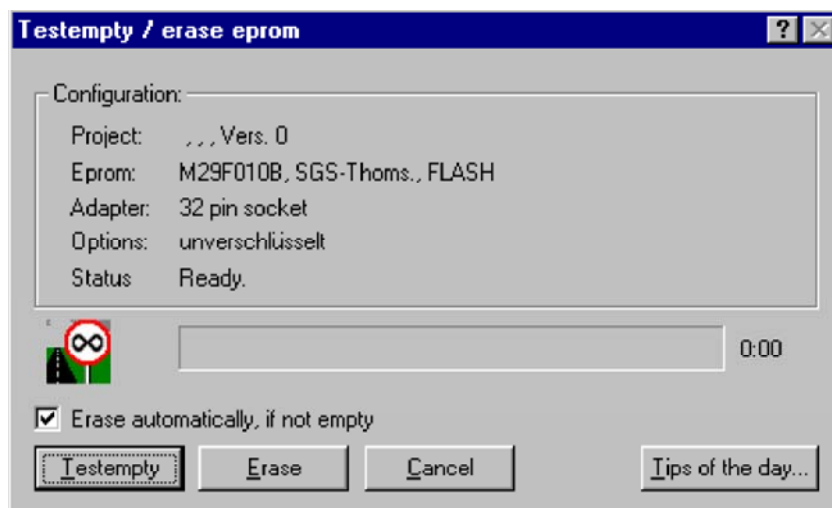 Testempty / erase eprom
Configuration:
Project: , , , Vers. 0
Eprom: M29F010B, SGS-Thoms., FLASH
Adapter: 32 pin socket
Options: unverschlüsselt
Status Ready.
0:00
Erase automatically, if not empty
Testempty Erase Cancel Tips of the day...